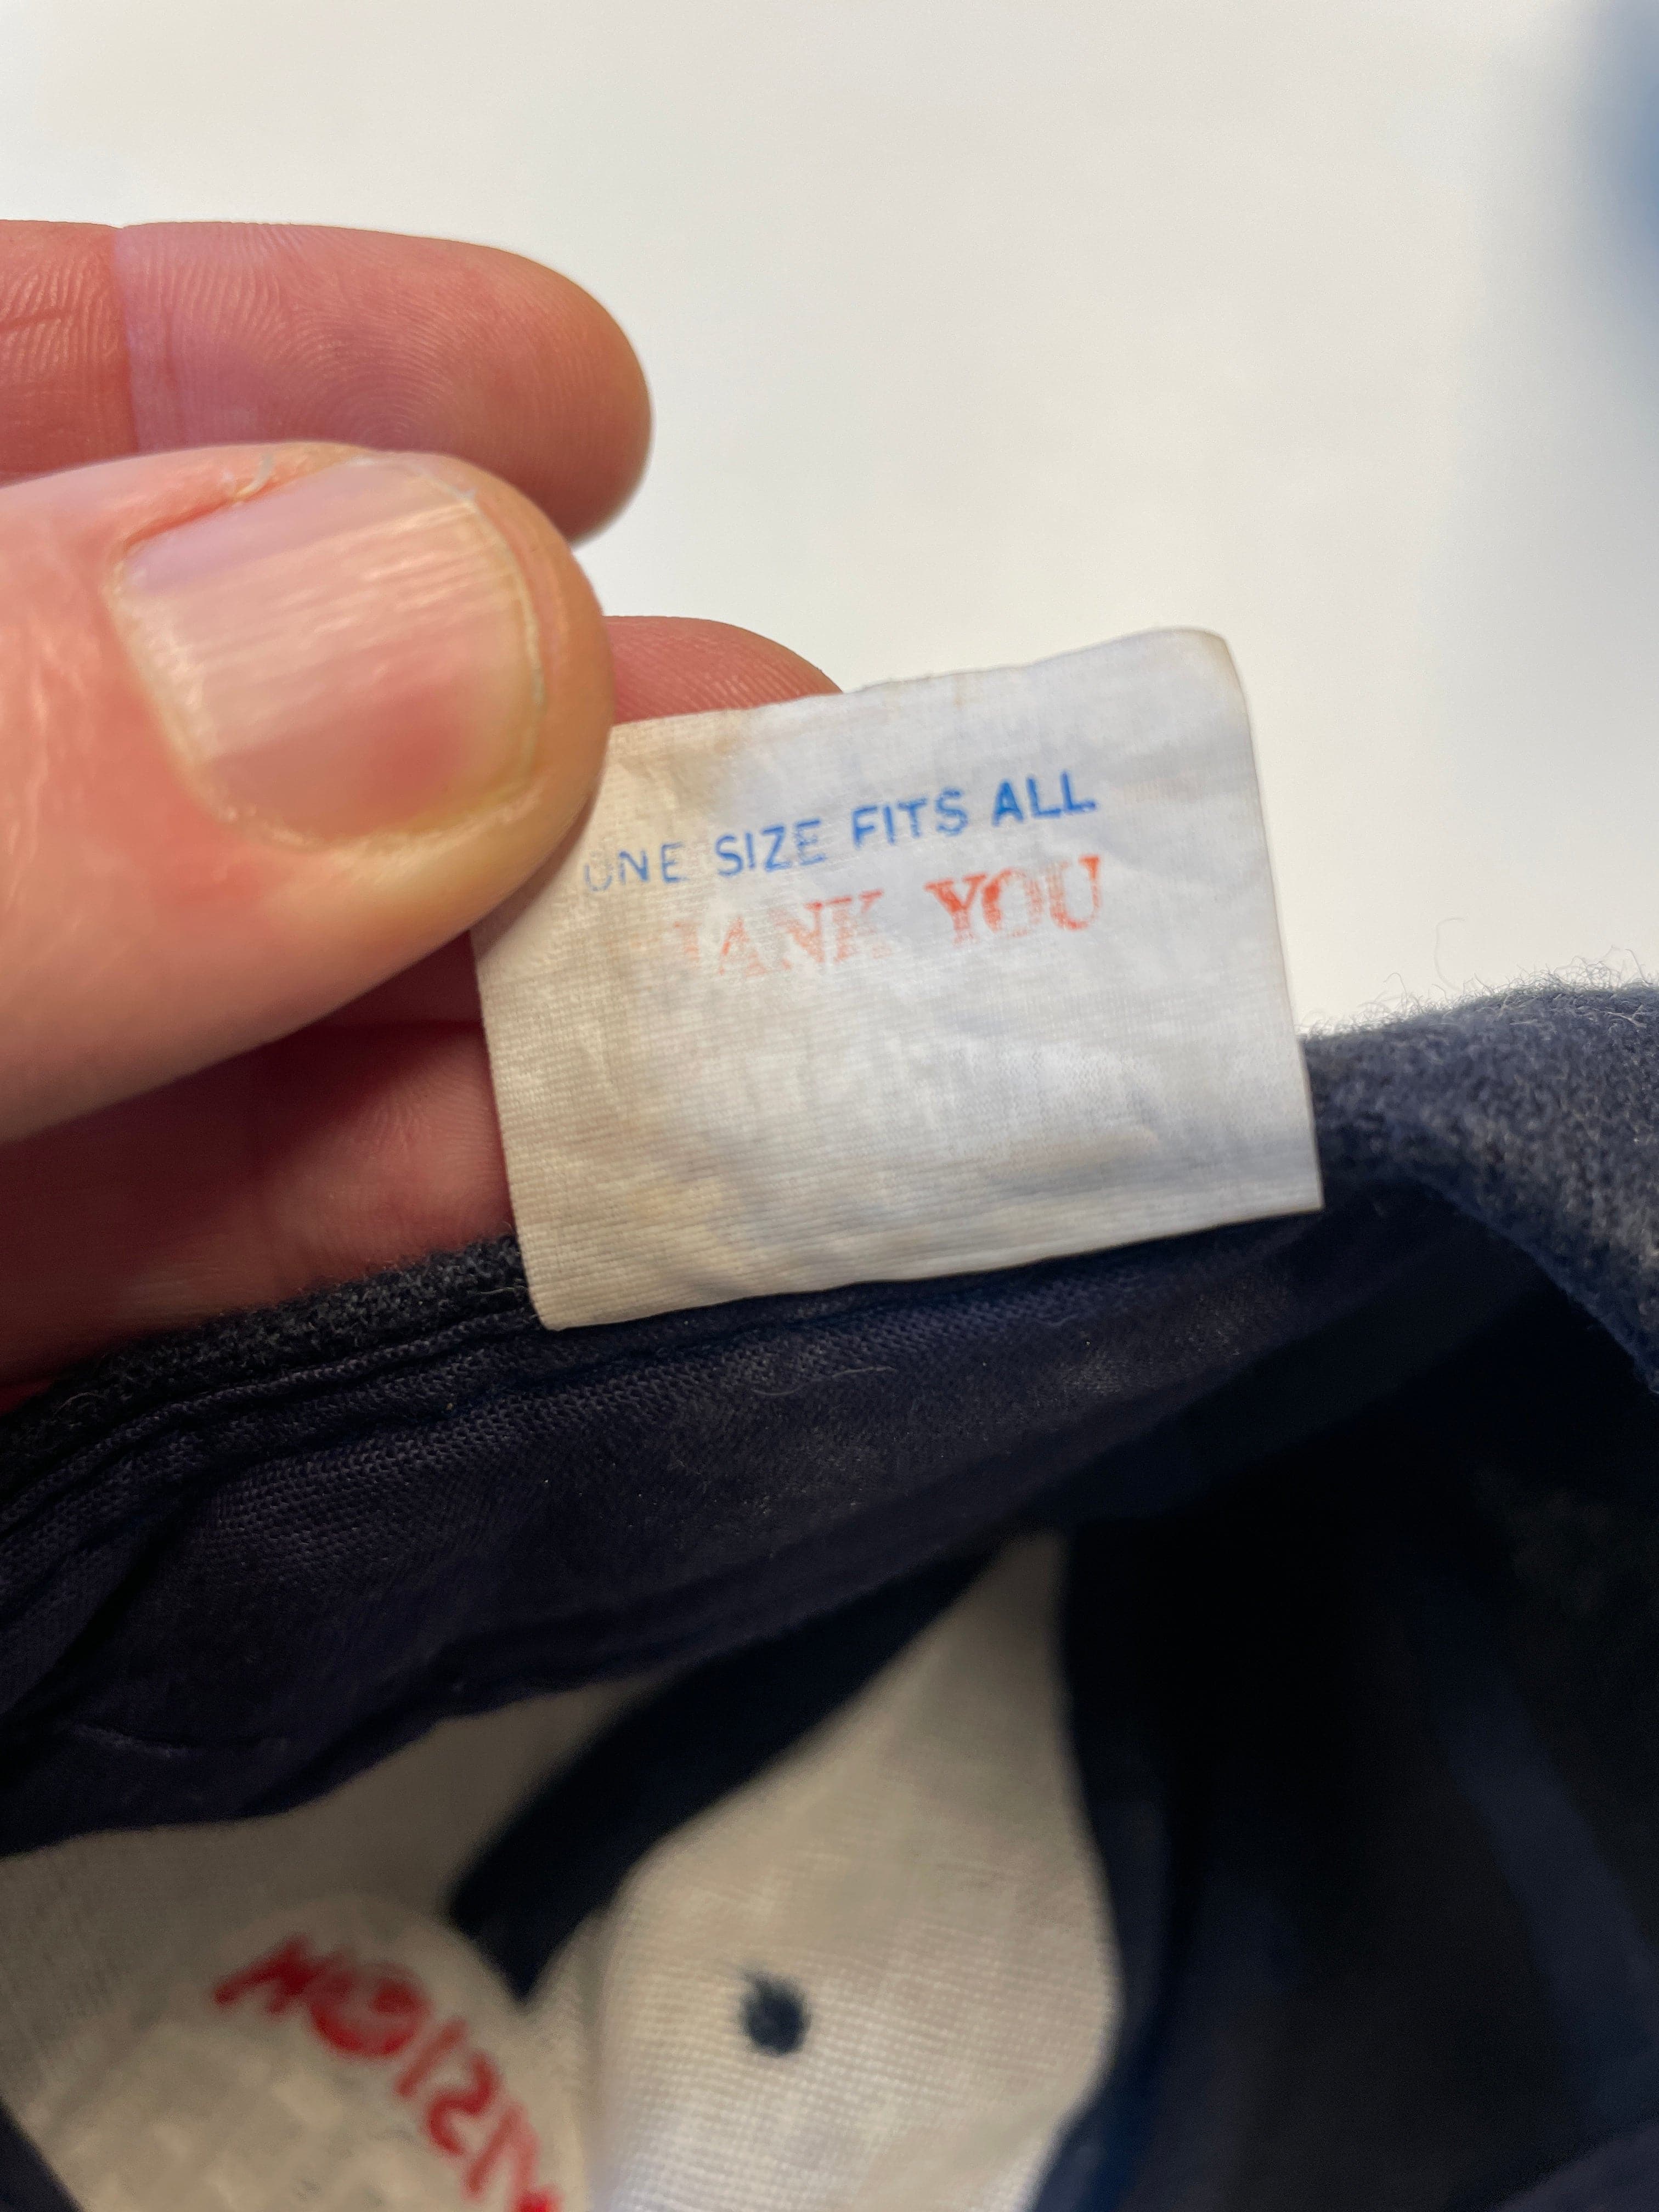 ONE SIZE FITS ALL
THANK YOU